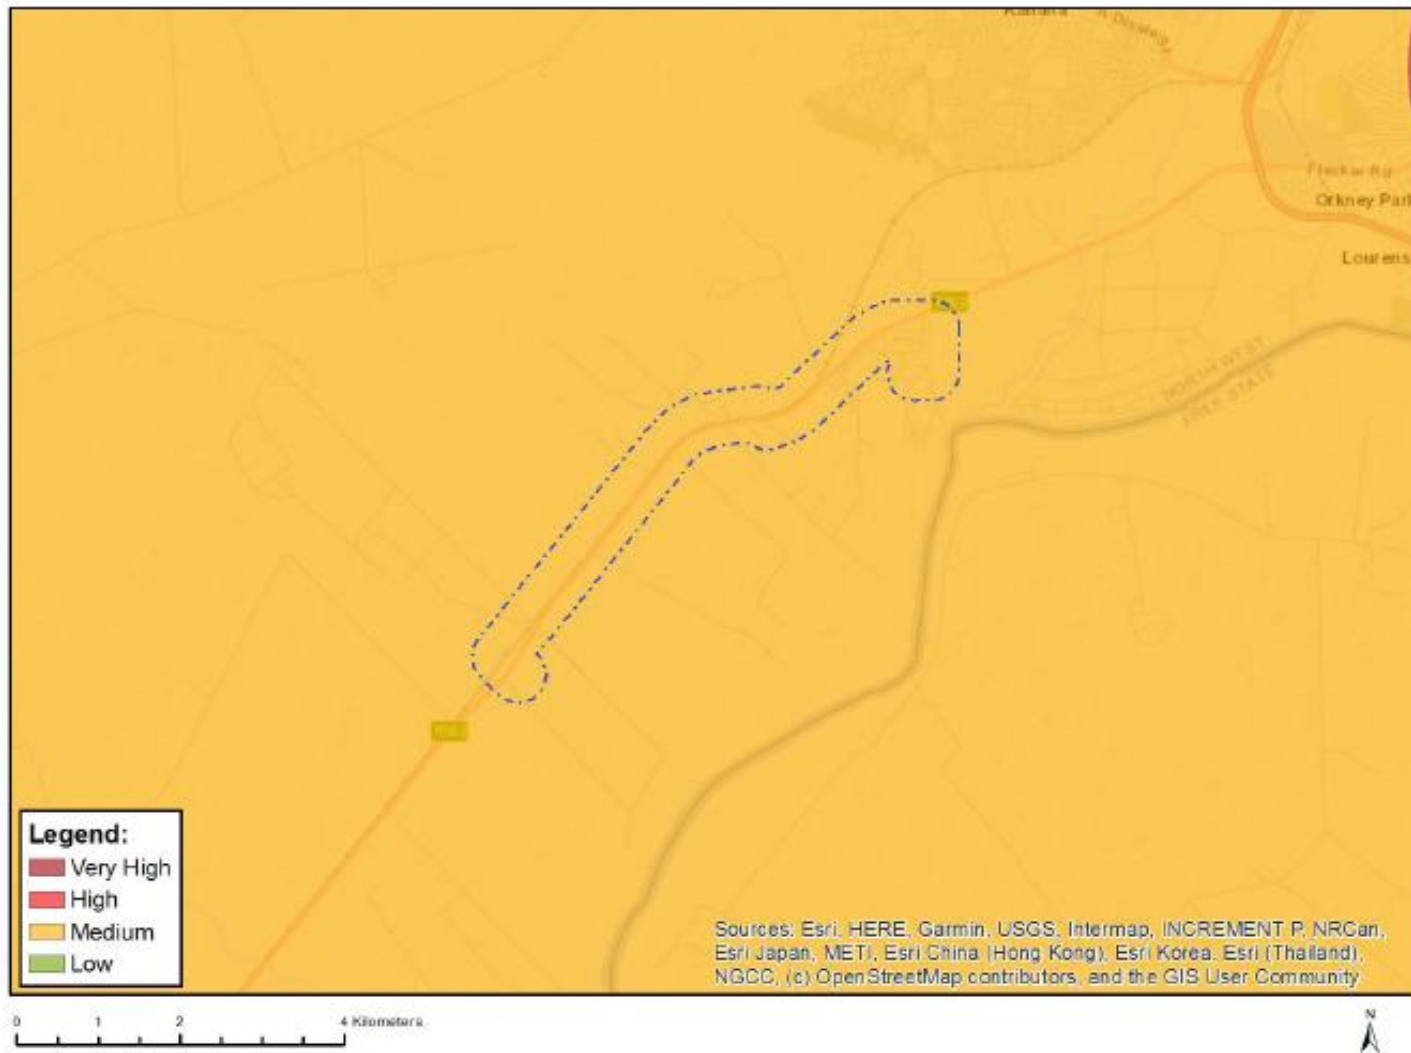 Flecker Rd
Orkney Park
Lourens
NORTH WEST
FREE STATE
Legend:
Very High
High
Medium
Low
Sources: Esri, HERE, Garmin, USGS, Intermap, INCREMENT P, NRCan,
Esri Japan, METI, Esri China (Hong Kong), Esri Korea, Esri (Thailand),
NGCC, (c) OpenStreetMap contributors, and the GIS User Community
0 1 2 4 Kilometers
N